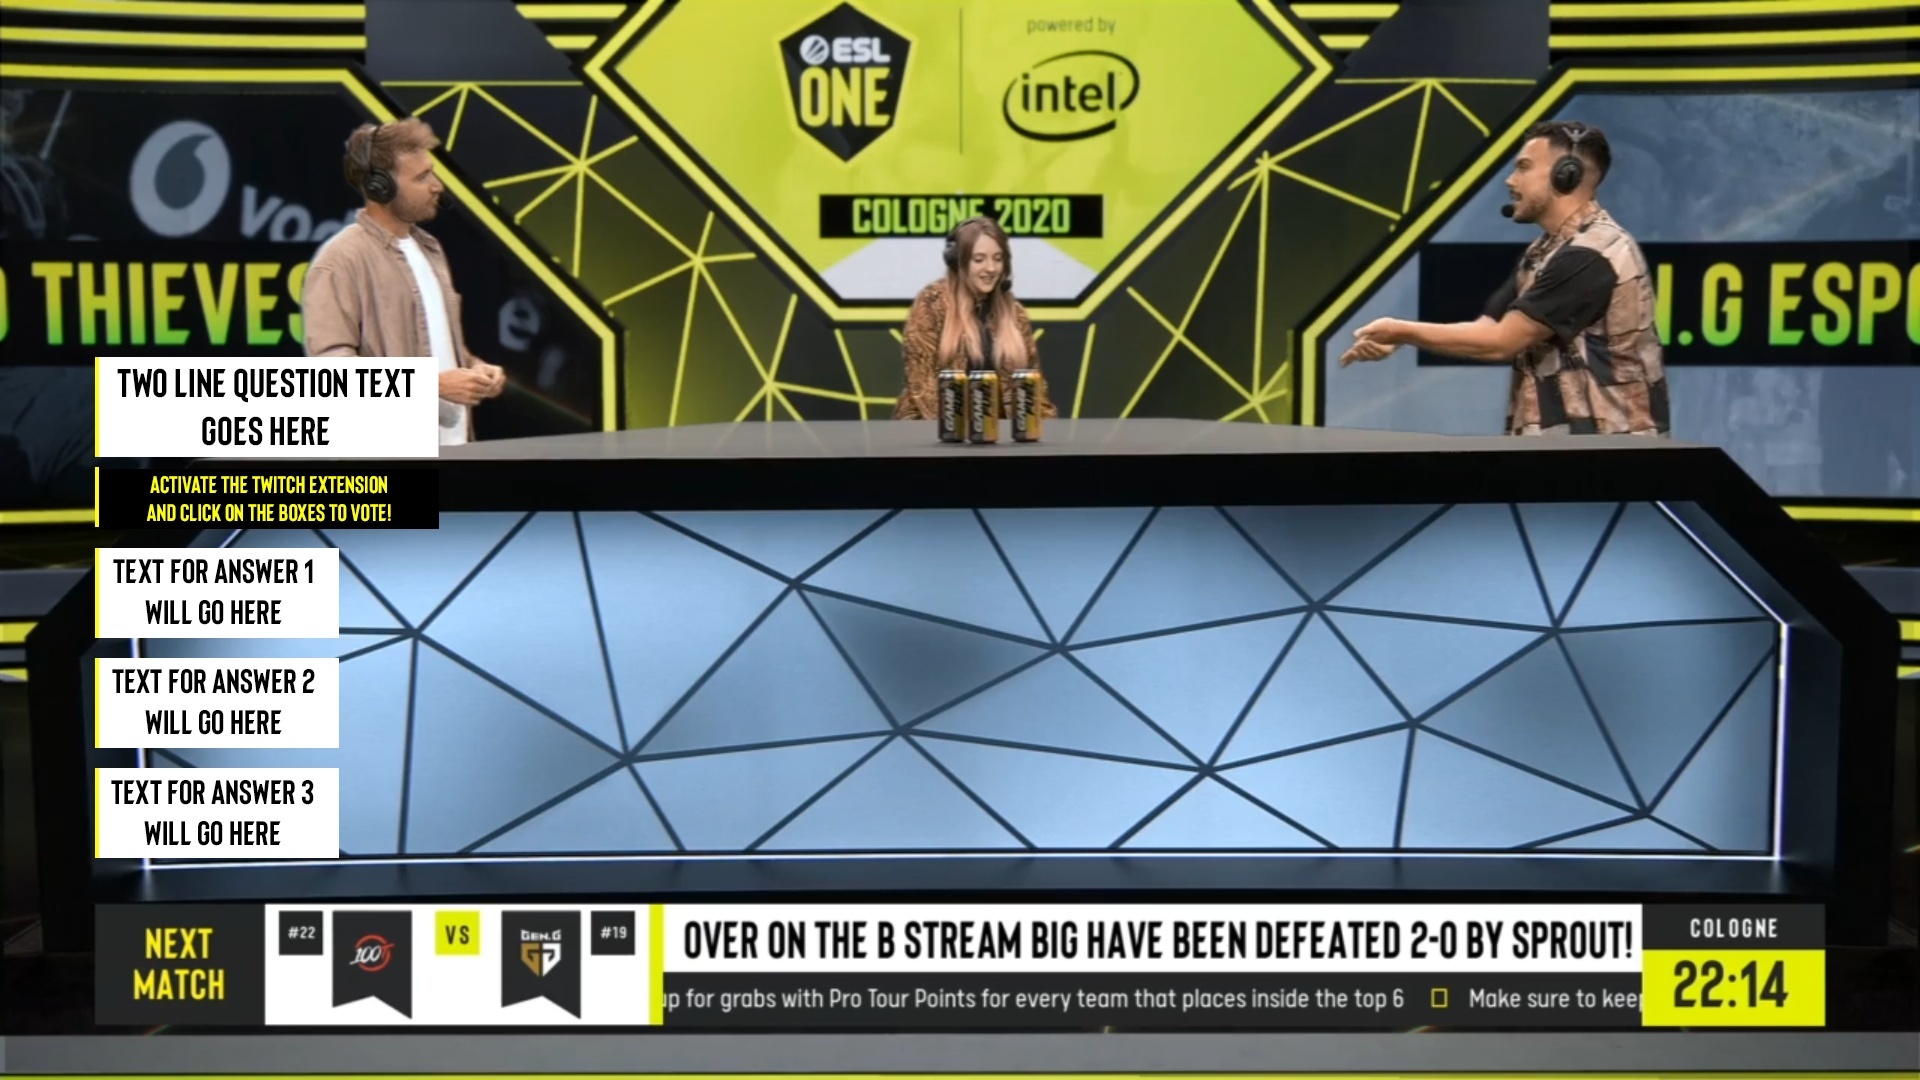 ESL
ONE
powered by
intel
COLOGNE 2020
THIEVES
TWO LINE QUESTION TEXT
GOES HERE
ACTIVATE THE TWITCH EXTENSION
AND CLICK ON THE BOXES TO VOTE!
TEXT FOR ANSWER 1
WILL GO HERE
TEXT FOR ANSWER 2
WILL GO HERE
TEXT FOR ANSWER 3
WILL GO HERE
NEXT
MATCH
#22
100T
VS
GEN.G
#19
OVER ON THE B STREAM BIG HAVE BEEN DEFEATED 2-0 BY SPROUT!
up for grabs with Pro Tour Points for every team that places inside the top 6
Make sure to keep
COLOGNE
22:14